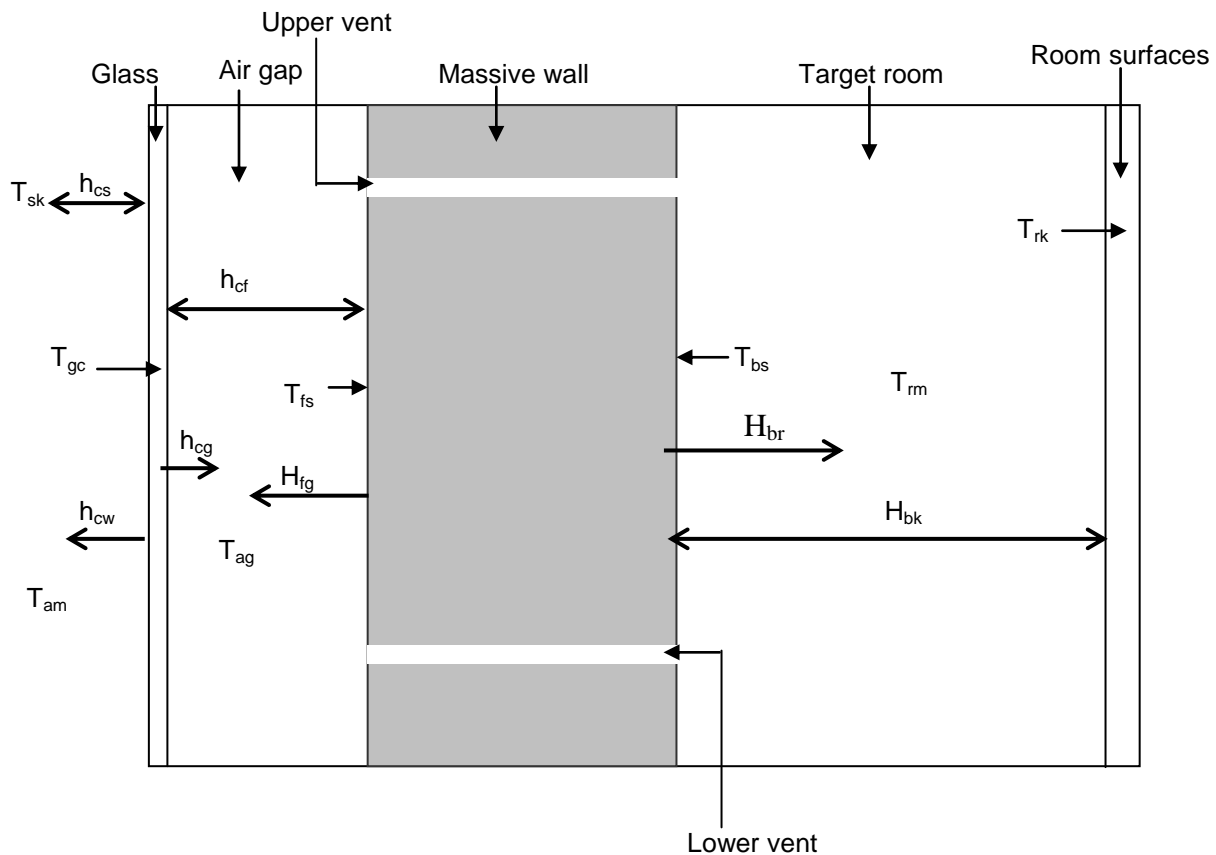 Upper vent
Glass
Air gap
Massive wall
Target room
Room surfaces
T_sk
h_cs
T_rk
h_cf
T_gc
T_fs
T_bs
T_rm
h_cg
H_fg
H_br
h_cw
T_ag
H_bk
T_am
Lower vent